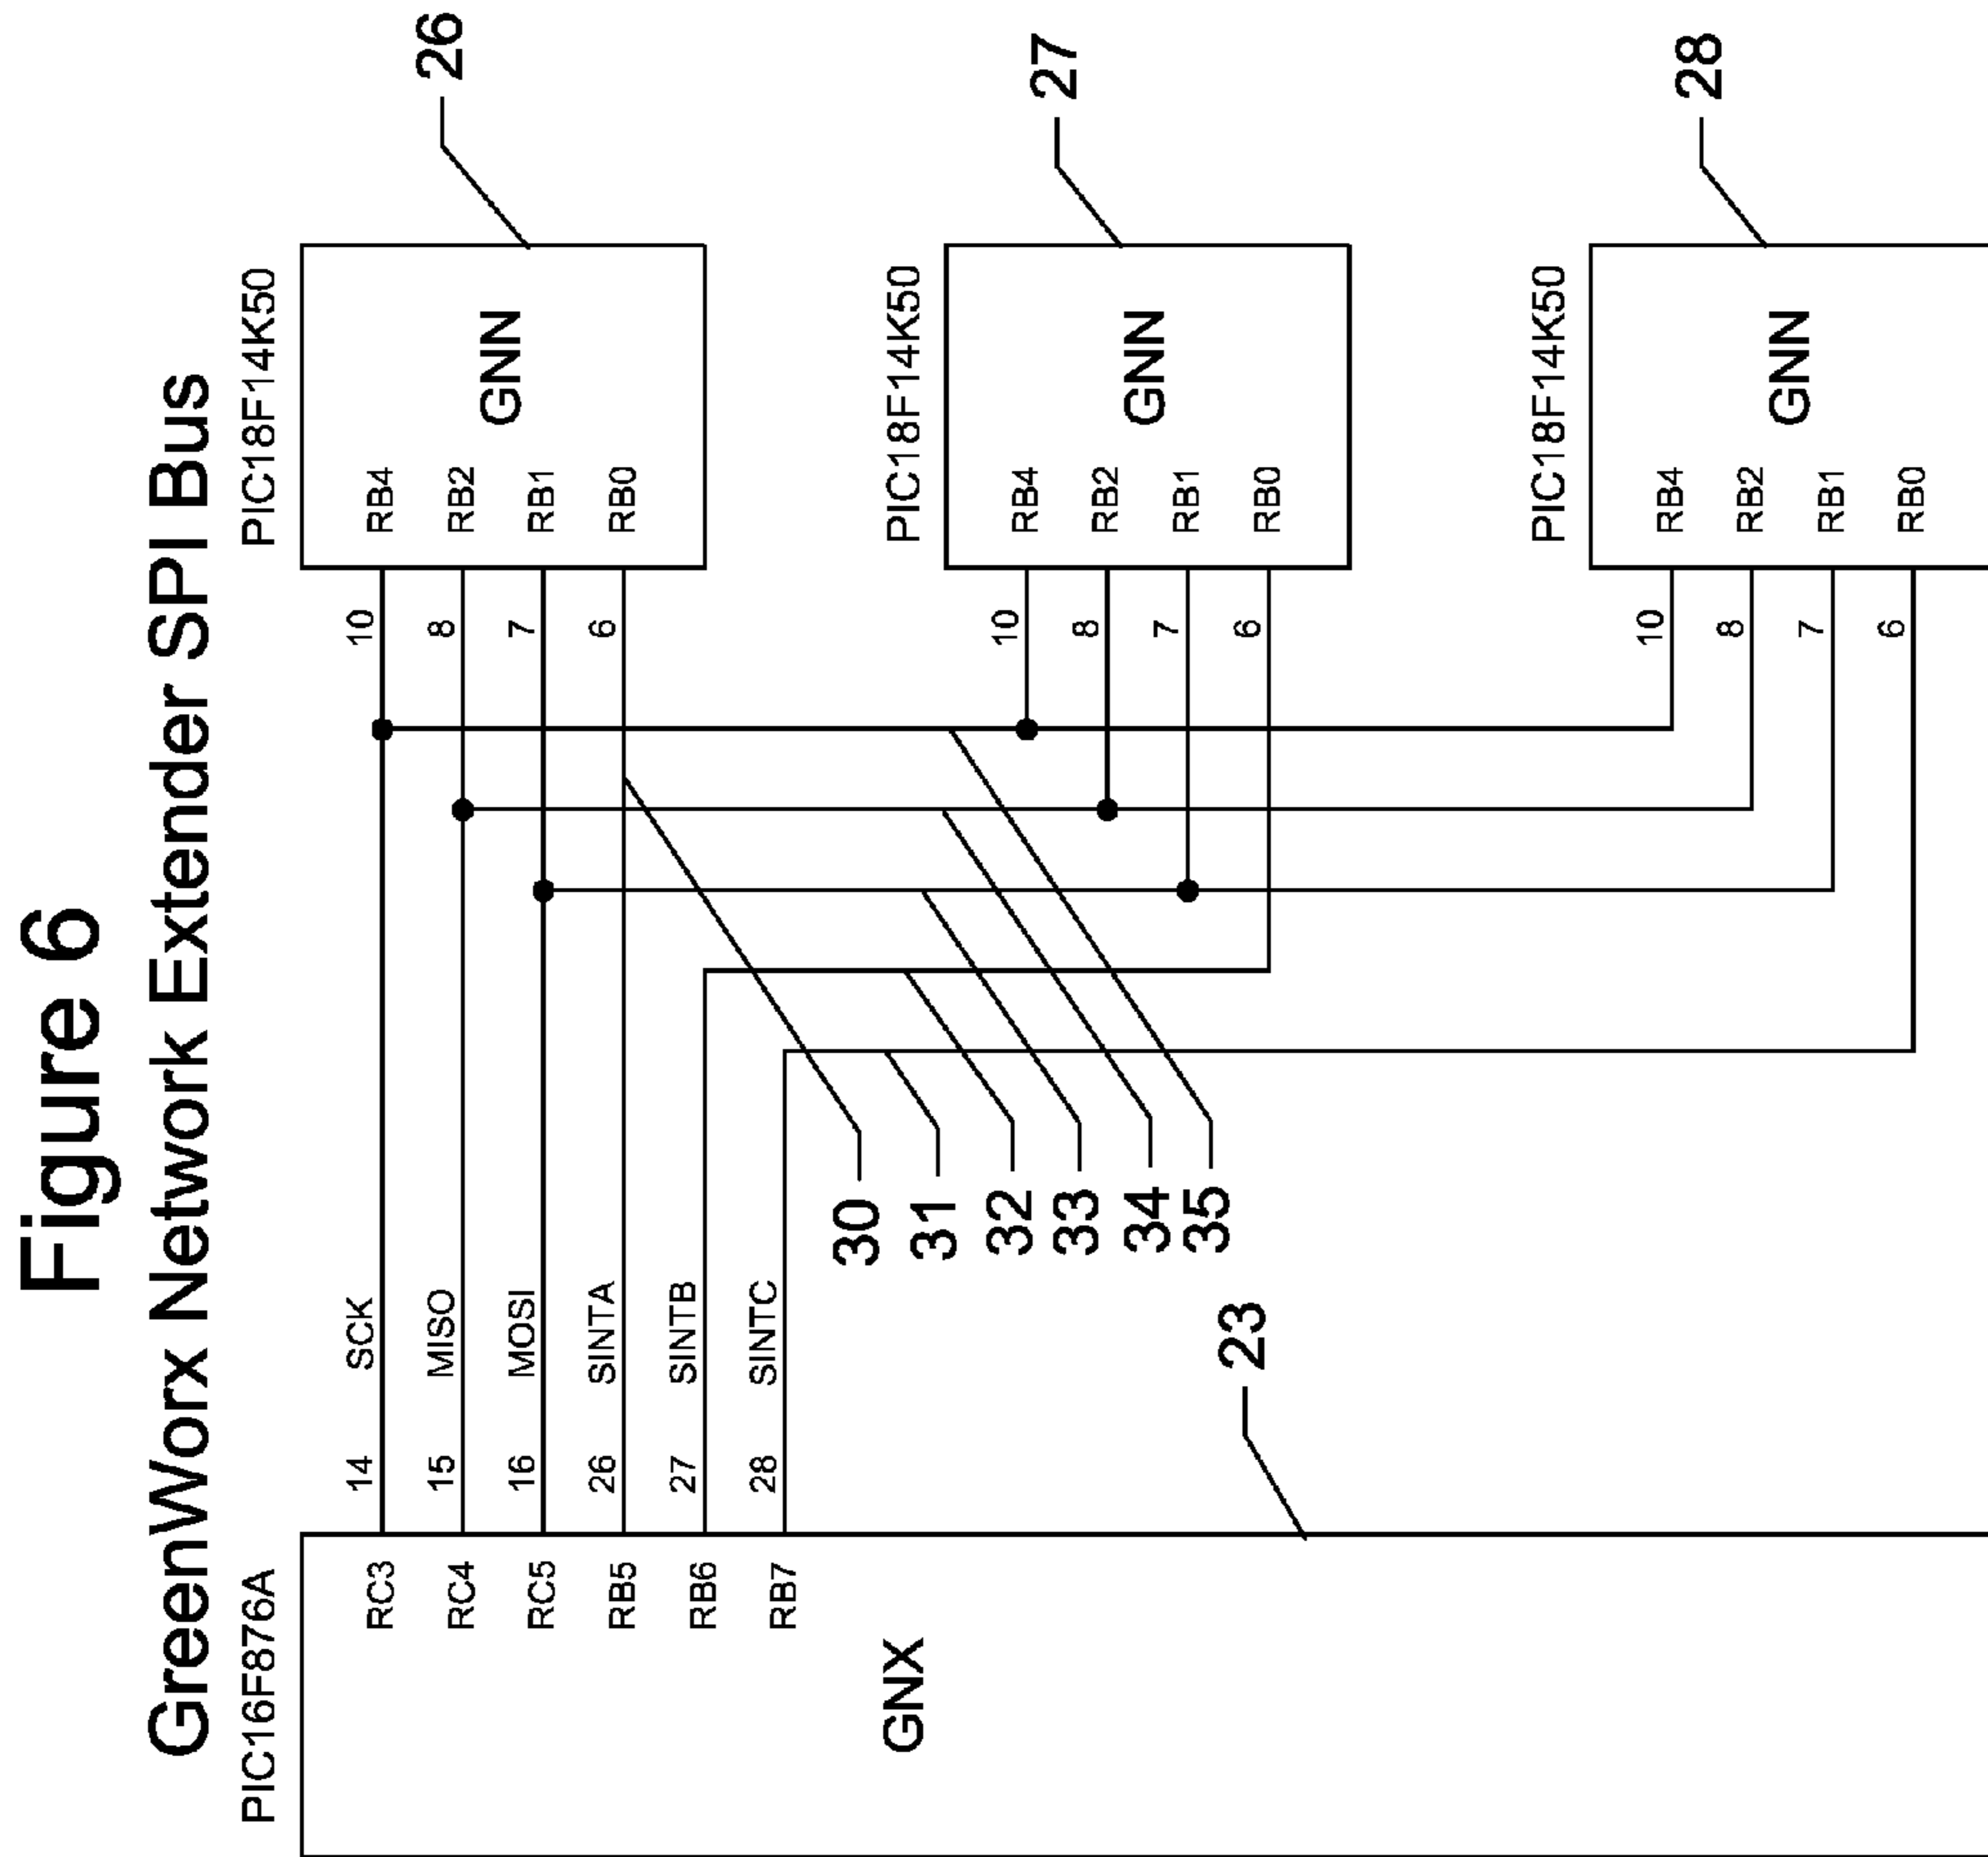 Figure 6
GreenWorx Network Extender SPI Bus
PIC16F876A
GNX
RC3
RC4
RC5
RB5
RB6
RB7
14 SCK
15 MISO
16 MOSI
26 SINTA
27 SINTB
28 SINTC
23
30
31
32
33
34
35
PIC18F14K50
10 RB4
8 RB2
7 RB1
6 RB0
GNN
26
PIC18F14K50
10 RB4
8 RB2
7 RB1
6 RB0
GNN
27
PIC18F14K50
10 RB4
8 RB2
7 RB1
6 RB0
GNN
28